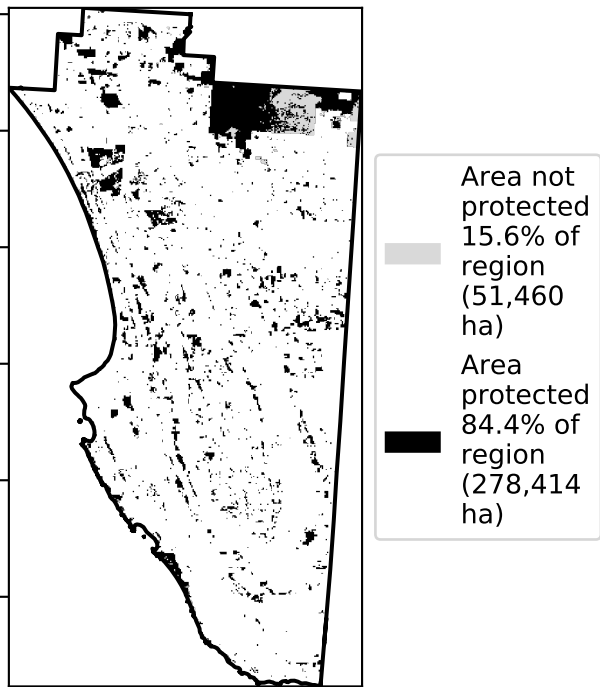 Area not
protected
15.6% of
region
(51,460
ha)
Area
protected
84.4% of
region
(278,414
ha)